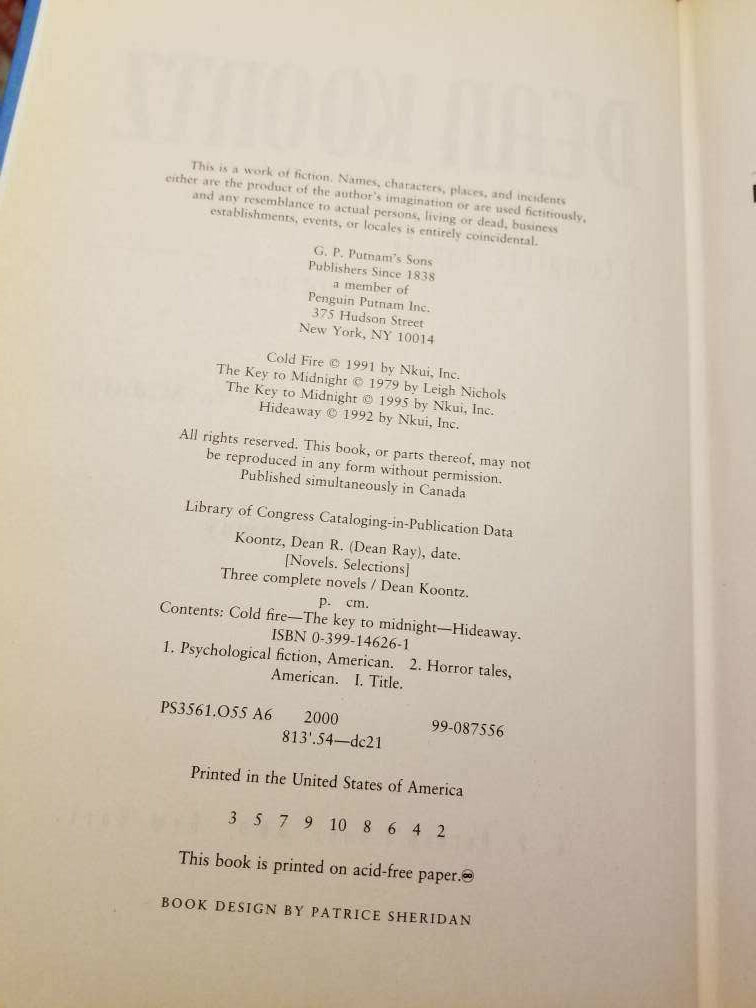 This is a work of fiction. Names, characters, places, and incidents
either are the product of the author's imagination or are used fictitiously,
and any resemblance to actual persons, living or dead, business
establishments, events, or locales is entirely coincidental.
G. P. Putnam's Sons
Publishers Since 1838
a member of
Penguin Putnam Inc.
375 Hudson Street
New York, NY 10014
Cold Fire © 1991 by Nkui, Inc.
The Key to Midnight © 1979 by Leigh Nichols
The Key to Midnight © 1995 by Nkui, Inc.
Hideaway © 1992 by Nkui, Inc.
All rights reserved. This book, or parts thereof, may not
be reproduced in any form without permission.
Published simultaneously in Canada
Library of Congress Cataloging-in-Publication Data
Koontz, Dean R. (Dean Ray), date.
[Novels. Selections]
Three complete novels / Dean Koontz.
p. cm.
Contents: Cold fire—The key to midnight—Hideaway.
ISBN 0-399-14626-1
1. Psychological fiction, American. 2. Horror tales,
American. I. Title.
PS3561.O55 A6 2000 99-087556
813'.54—dc21
Printed in the United States of America
3 5 7 9 10 8 6 4 2
This book is printed on acid-free paper.♾
BOOK DESIGN BY PATRICE SHERIDAN